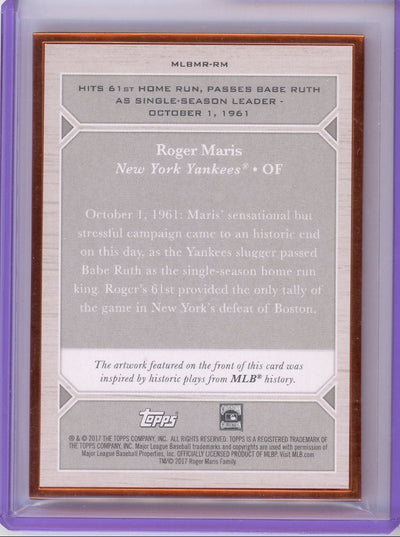 MLBMR-RM
HITS 61ST HOME RUN, PASSES BABE RUTH
AS SINGLE-SEASON LEADER -
OCTOBER 1, 1961
Roger Maris
New York Yankees® • OF
October 1, 1961: Maris' sensational but
stressful campaign came to an historic end
on this day, as the Yankees slugger passed
Babe Ruth as the single-season home run
king. Roger's 61st provided the only tally of
the game in New York's defeat of Boston.
The artwork featured on the front of this card was
inspired by historic plays from MLB® history.
topps
® & © 2017 THE TOPPS COMPANY, INC. ALL RIGHTS RESERVED. TOPPS IS A REGISTERED TRADEMARK OF
THE TOPPS COMPANY, INC. Major League Baseball trademarks and copyrights are used with permission of
Major League Baseball Properties, Inc. OFFICIALLY LICENSED PRODUCT OF MLBP. Visit MLB.com
TM/© 2017 Roger Maris Family